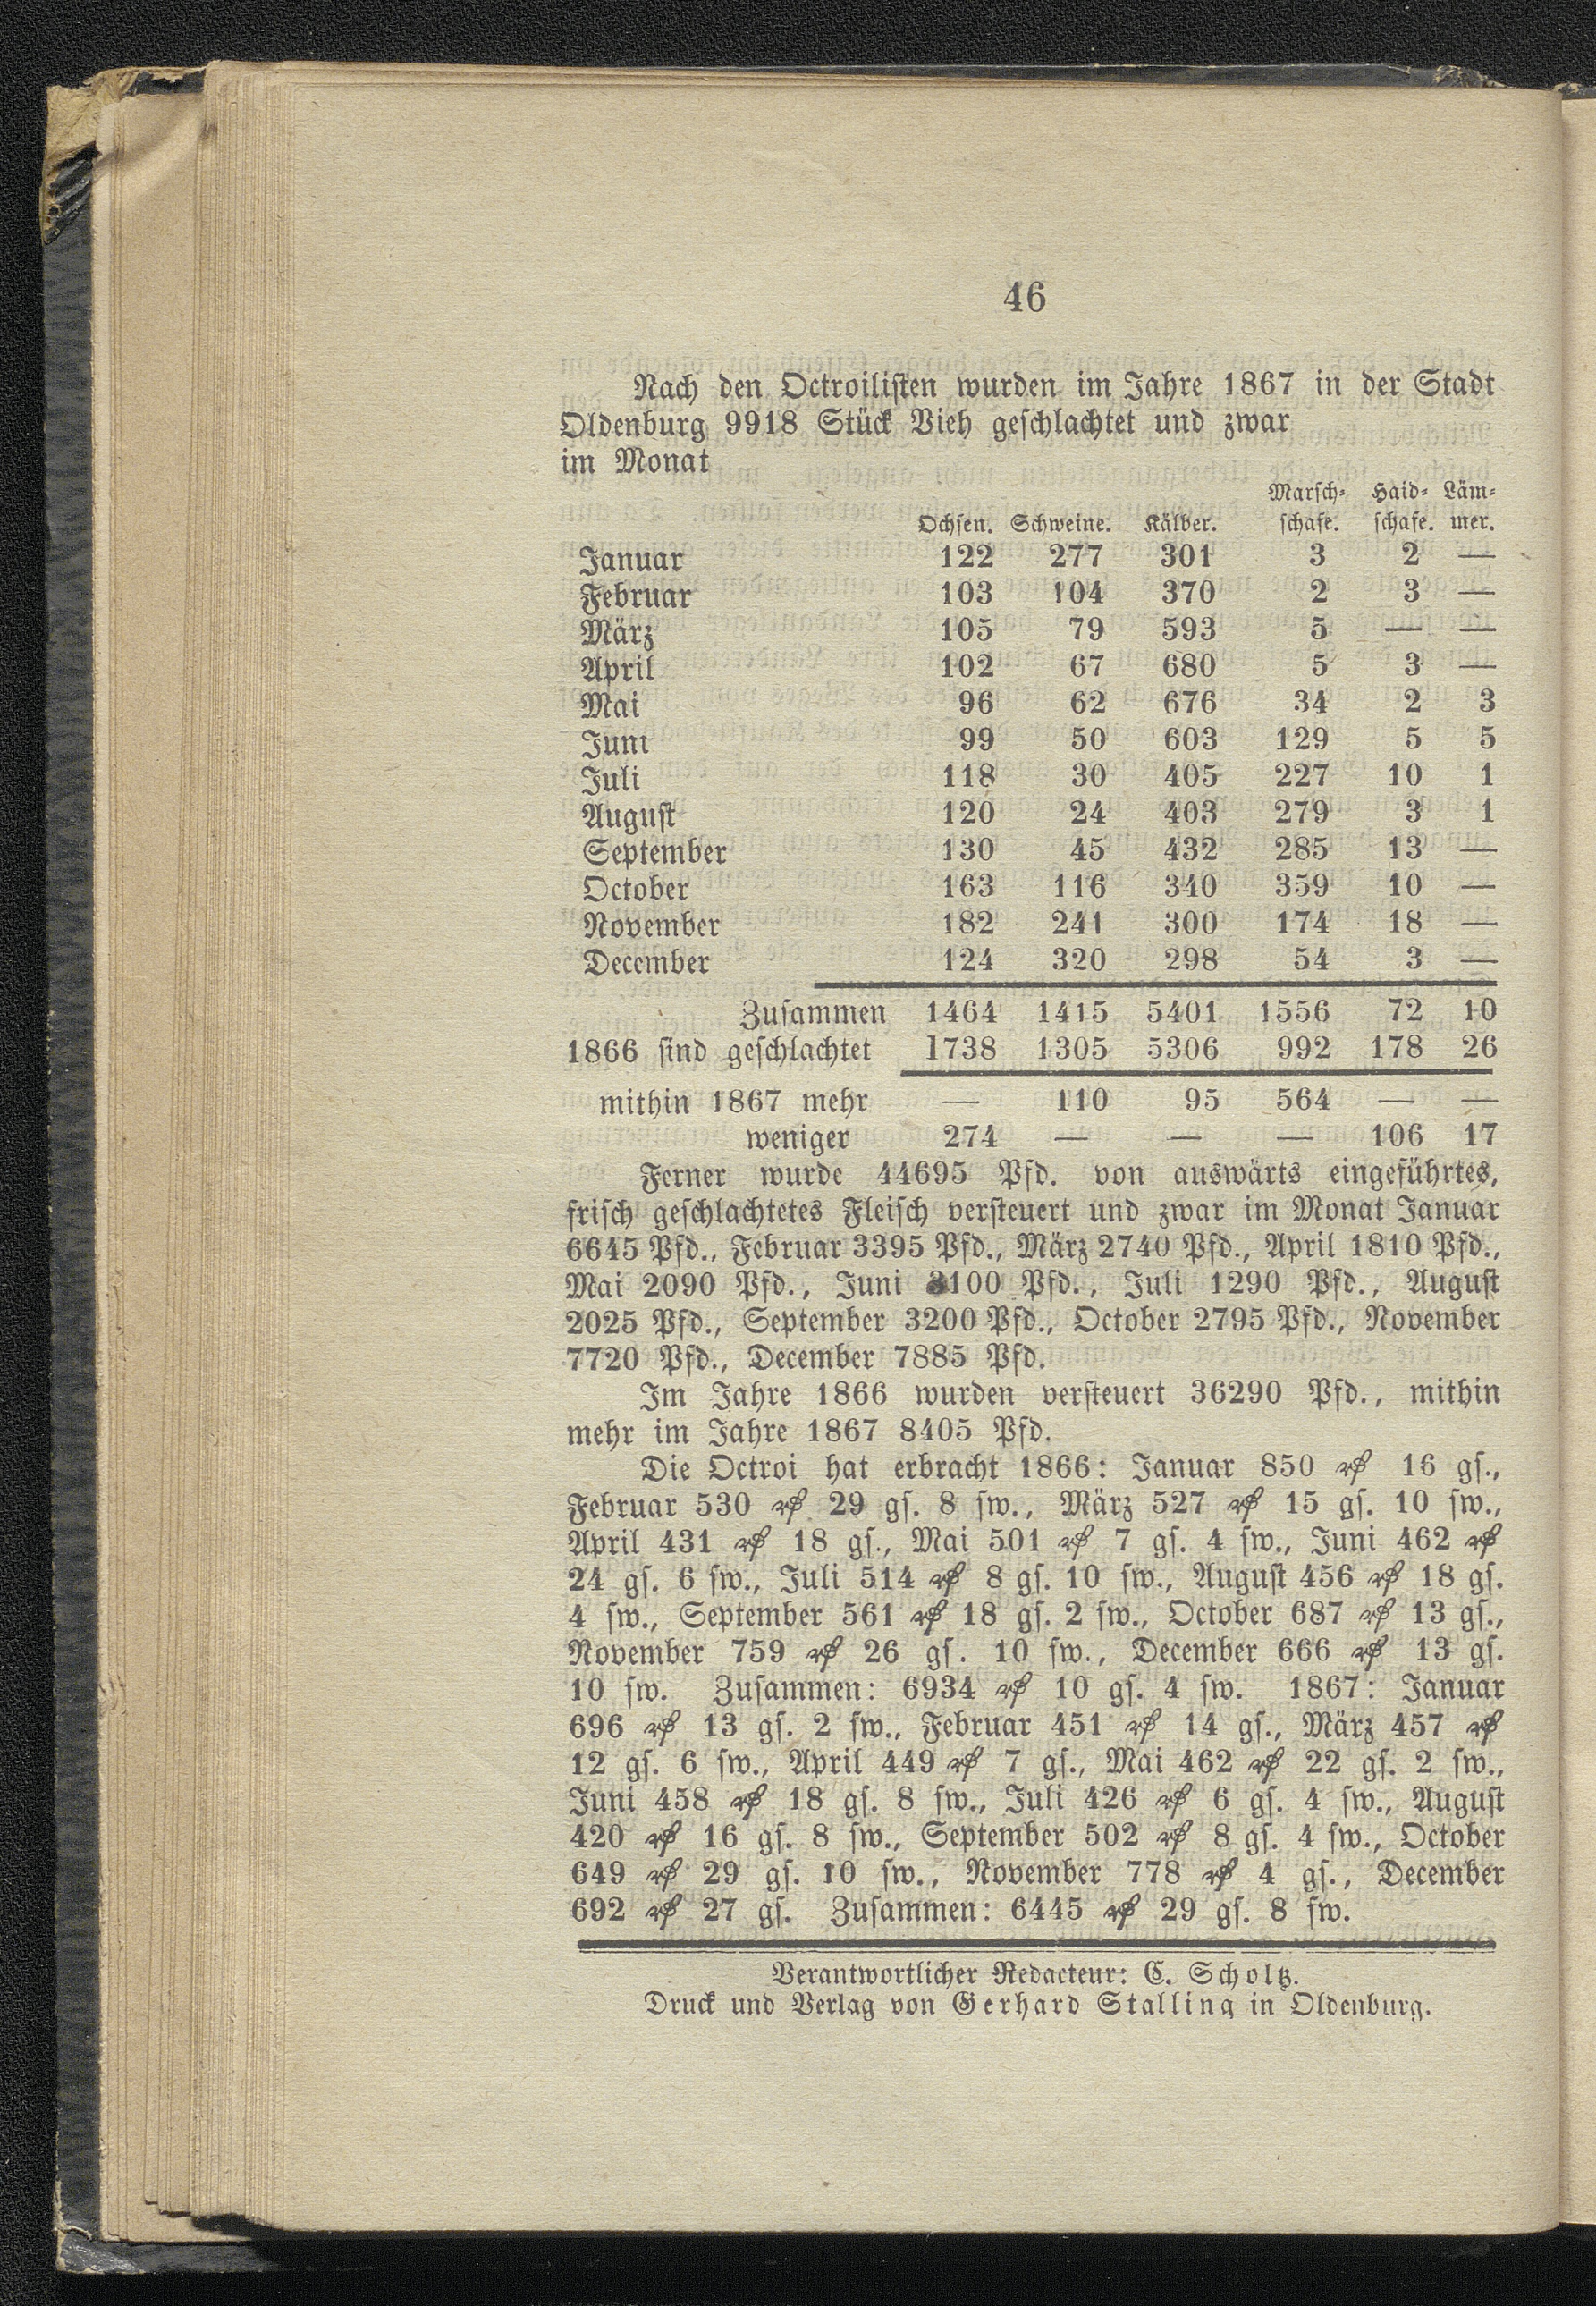 46
Nach den Octroilisten wurden im Jahre 1867 in der Stadt
Oldenburg 9918 Stück Vieh geschlachtet und zwar
im Monat
Marsch- Haid- Läm-
Ochsen. Schweine. Kälber. schafe. schafe. mer.
Januar 122 277 301 3 2 —
Februar 103 104 370 2 3 —
März 105 79 593 5 — —
April 102 67 680 5 3 —
Mai 96 62 676 34 2 3
Juni 99 50 603 129 5 5
Juli 118 30 405 227 10 1
August 120 24 403 279 3 1
September 130 45 432 285 13 —
October 163 116 340 359 10 —
November 182 241 300 174 18 —
December 124 320 298 54 3 —
Zusammen 1464 1415 5401 1556 72 10
1866 sind geschlachtet 1738 1305 5306 992 178 26
mithin 1867 mehr — 110 95 564 — —
weniger 274 — — — 106 17
Ferner wurde 44695 Pfd. von auswärts eingeführtes,
frisch geschlachtetes Fleisch versteuert und zwar im Monat Januar
6645 Pfd., Februar 3395 Pfd., März 2740 Pfd., April 1810 Pfd.,
Mai 2090 Pfd., Juni 3100 Pfd., Juli 1290 Pfd., August
2025 Pfd., September 3200 Pfd., October 2795 Pfd., November
7720 Pfd., December 7885 Pfd.
Im Jahre 1866 wurden versteuert 36290 Pfd., mithin
mehr im Jahre 1867 8405 Pfd.
Die Octroi hat erbracht 1866: Januar 850 ₰ 16 gs.,
Februar 530 ₰ 29 gs. 8 sw., März 527 ₰ 15 gs. 10 sw.,
April 431 ₰ 18 gs., Mai 501 ₰ 7 gs. 4 sw., Juni 462 ₰
24 gs. 6 sw., Juli 514 ₰ 8 gs. 10 sw., August 456 ₰ 18 gs.
4 sw., September 561 ₰ 18 gs. 2 sw., October 687 ₰ 13 gs.,
November 759 ₰ 26 gs. 10 sw., December 666 ₰ 13 gs.
10 sw. Zusammen: 6934 ₰ 10 gs. 4 sw. 1867: Januar
696 ₰ 13 gs. 2 sw., Februar 451 ₰ 14 gs., März 457 ₰
12 gs. 6 sw., April 449 ₰ 7 gs., Mai 462 ₰ 22 gs. 2 sw.,
Juni 458 ₰ 18 gs. 8 sw., Juli 426 ₰ 6 gs. 4 sw., August
420 ₰ 16 gs. 8 sw., September 502 ₰ 8 gs. 4 sw., October
649 ₰ 29 gs. 10 sw., November 778 ₰ 4 gs., December
692 ₰ 27 gs. Zusammen: 6445 ₰ 29 gs. 8 sw.
Verantwortlicher Redacteur: C. Scholtz.
Druck und Verlag von Gerhard Stalling in Oldenburg.